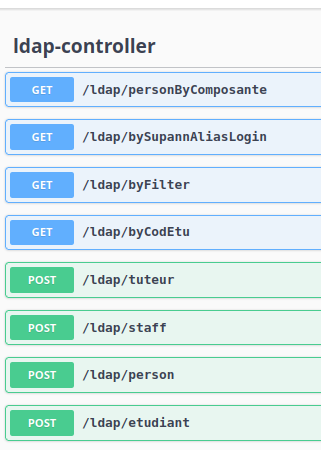 ldap-controller
GET /ldap/personByComposante
GET /ldap/bySupannAliasLogin
GET /ldap/byFilter
GET /ldap/byCodEtu
POST /ldap/tuteur
POST /ldap/staff
POST /ldap/person
POST /ldap/etudiant